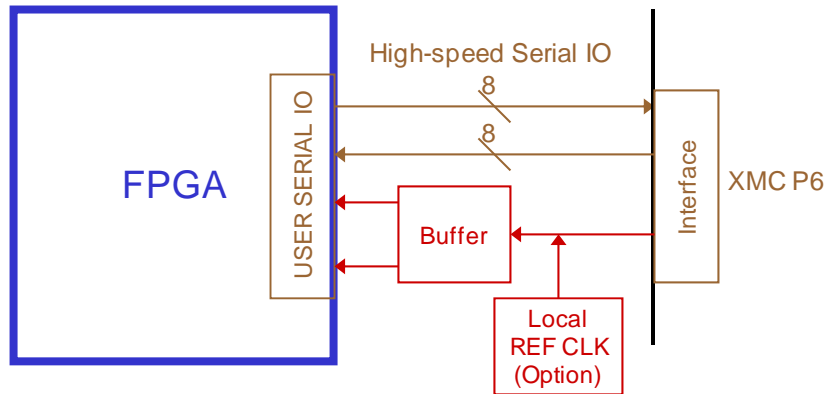 High-speed Serial IO
8
8
FPGA
USER SERIAL IO
Buffer
Interface
XMC P6
Local
REF CLK
(Option)